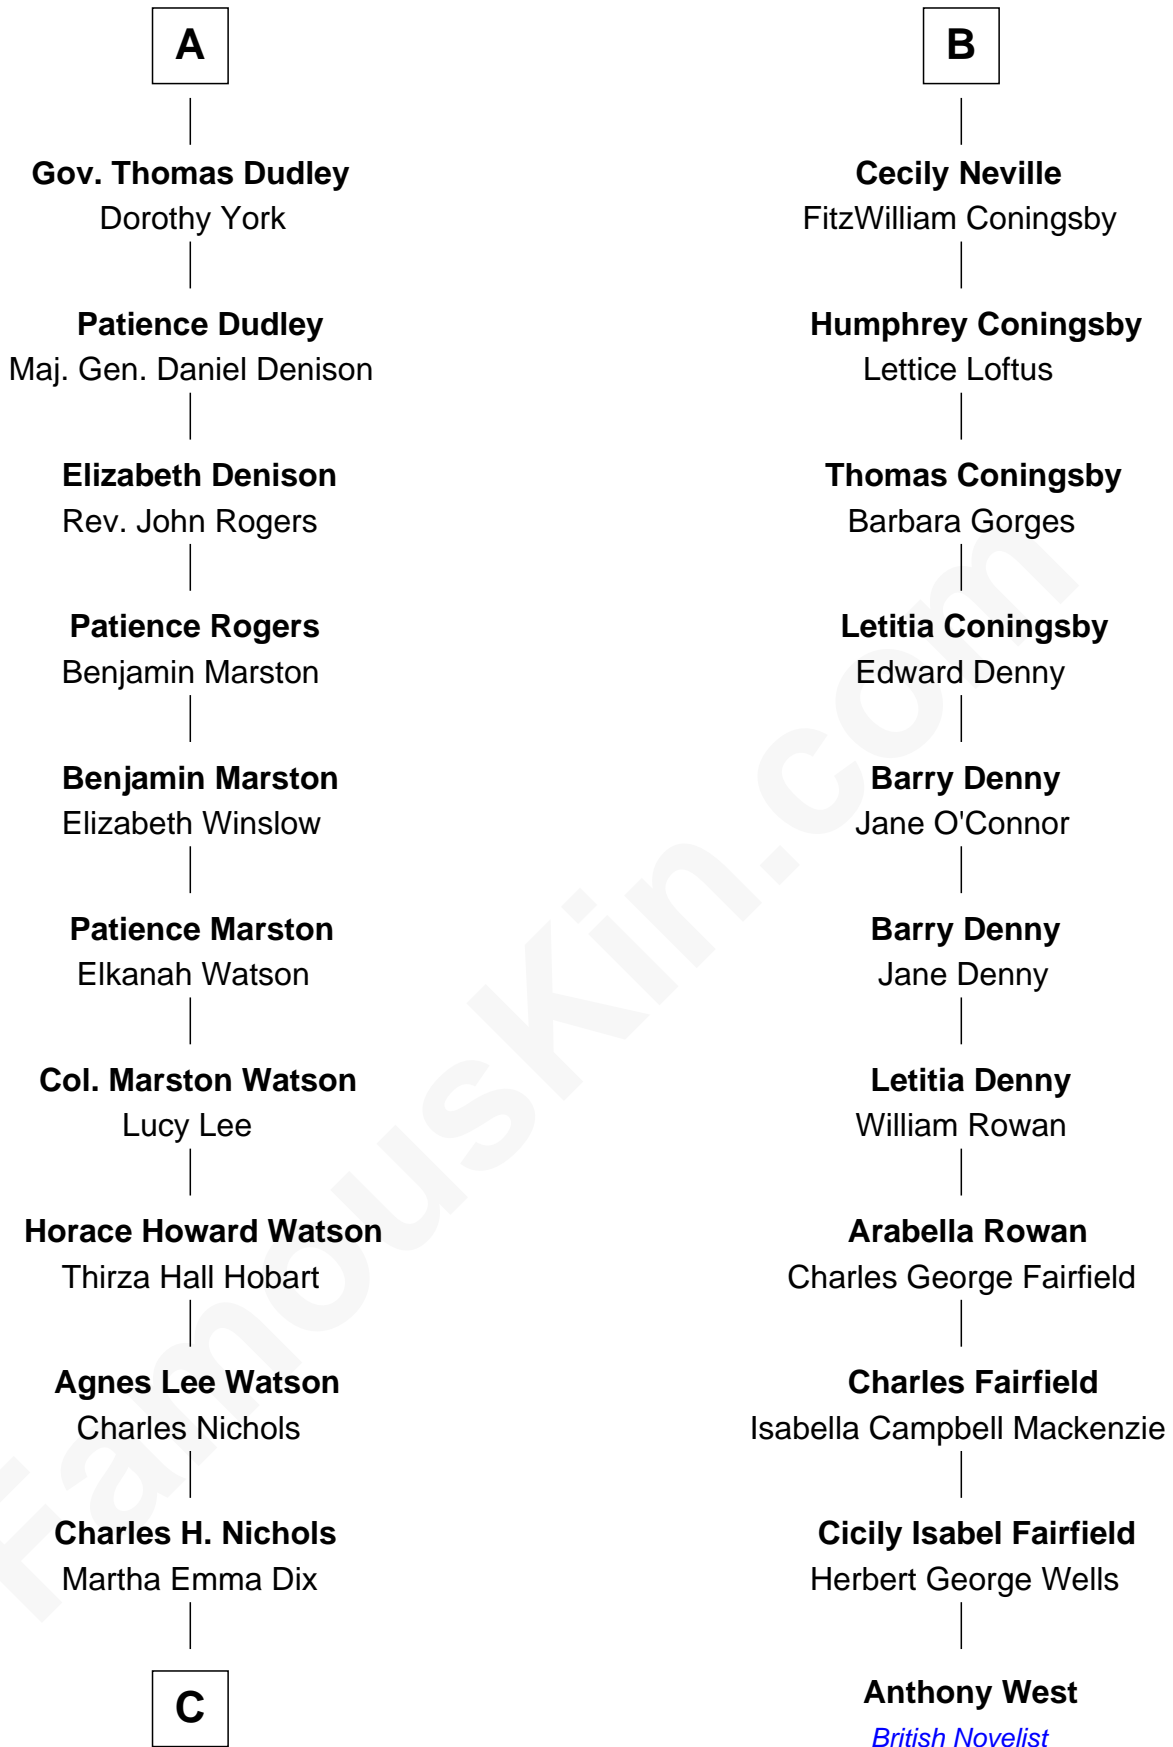 A
Gov. Thomas Dudley
Dorothy York
Patience Dudley
Maj. Gen. Daniel Denison
Elizabeth Denison
Rev. John Rogers
Patience Rogers
Benjamin Marston
Benjamin Marston
Elizabeth Winslow
Patience Marston
Elkanah Watson
Col. Marston Watson
Lucy Lee
Horace Howard Watson
Thirza Hall Hobart
Agnes Lee Watson
Charles Nichols
Charles H. Nichols
Martha Emma Dix
C
B
Cecily Neville
FitzWilliam Coningsby
Humphrey Coningsby
Lettice Loftus
Thomas Coningsby
Barbara Gorges
Letitia Coningsby
Edward Denny
Barry Denny
Jane O'Connor
Barry Denny
Jane Denny
Letitia Denny
William Rowan
Arabella Rowan
Charles George Fairfield
Charles Fairfield
Isabella Campbell Mackenzie
Cicily Isabel Fairfield
Herbert George Wells
Anthony West
British Novelist
FamousKin.com